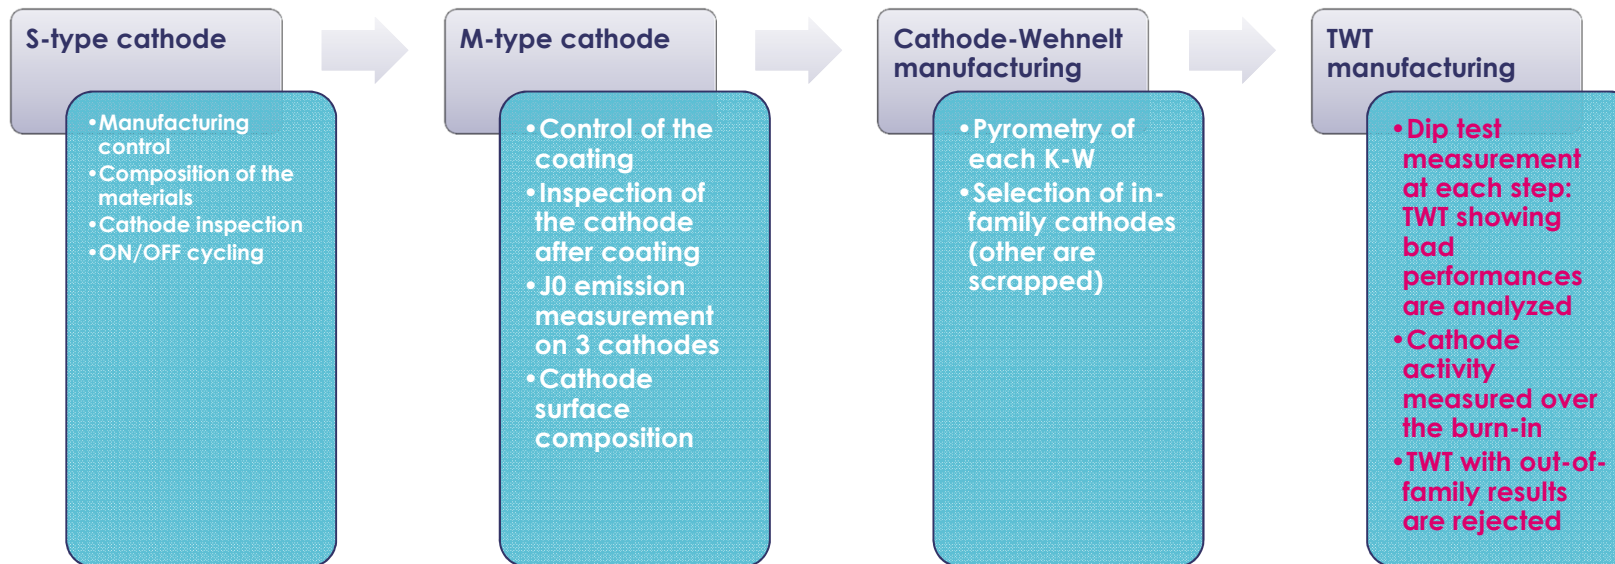 S-type cathode
•Manufacturing
control
•Composition of the
materials
•Cathode inspection
•ON/OFF cycling
M-type cathode
•Control of the
coating
•Inspection of
the cathode
after coating
•J0 emission
measurement
on 3 cathodes
•Cathode
surface
composition
Cathode-Wehnelt
manufacturing
•Pyrometry of
each K-W
•Selection of in-
family cathodes
(other are
scrapped)
TWT
manufacturing
•Dip test
measurement
at each step:
TWT showing
bad
performances
are analyzed
•Cathode
activity
measured over
the burn-in
•TWT with out-of-
family results
are rejected